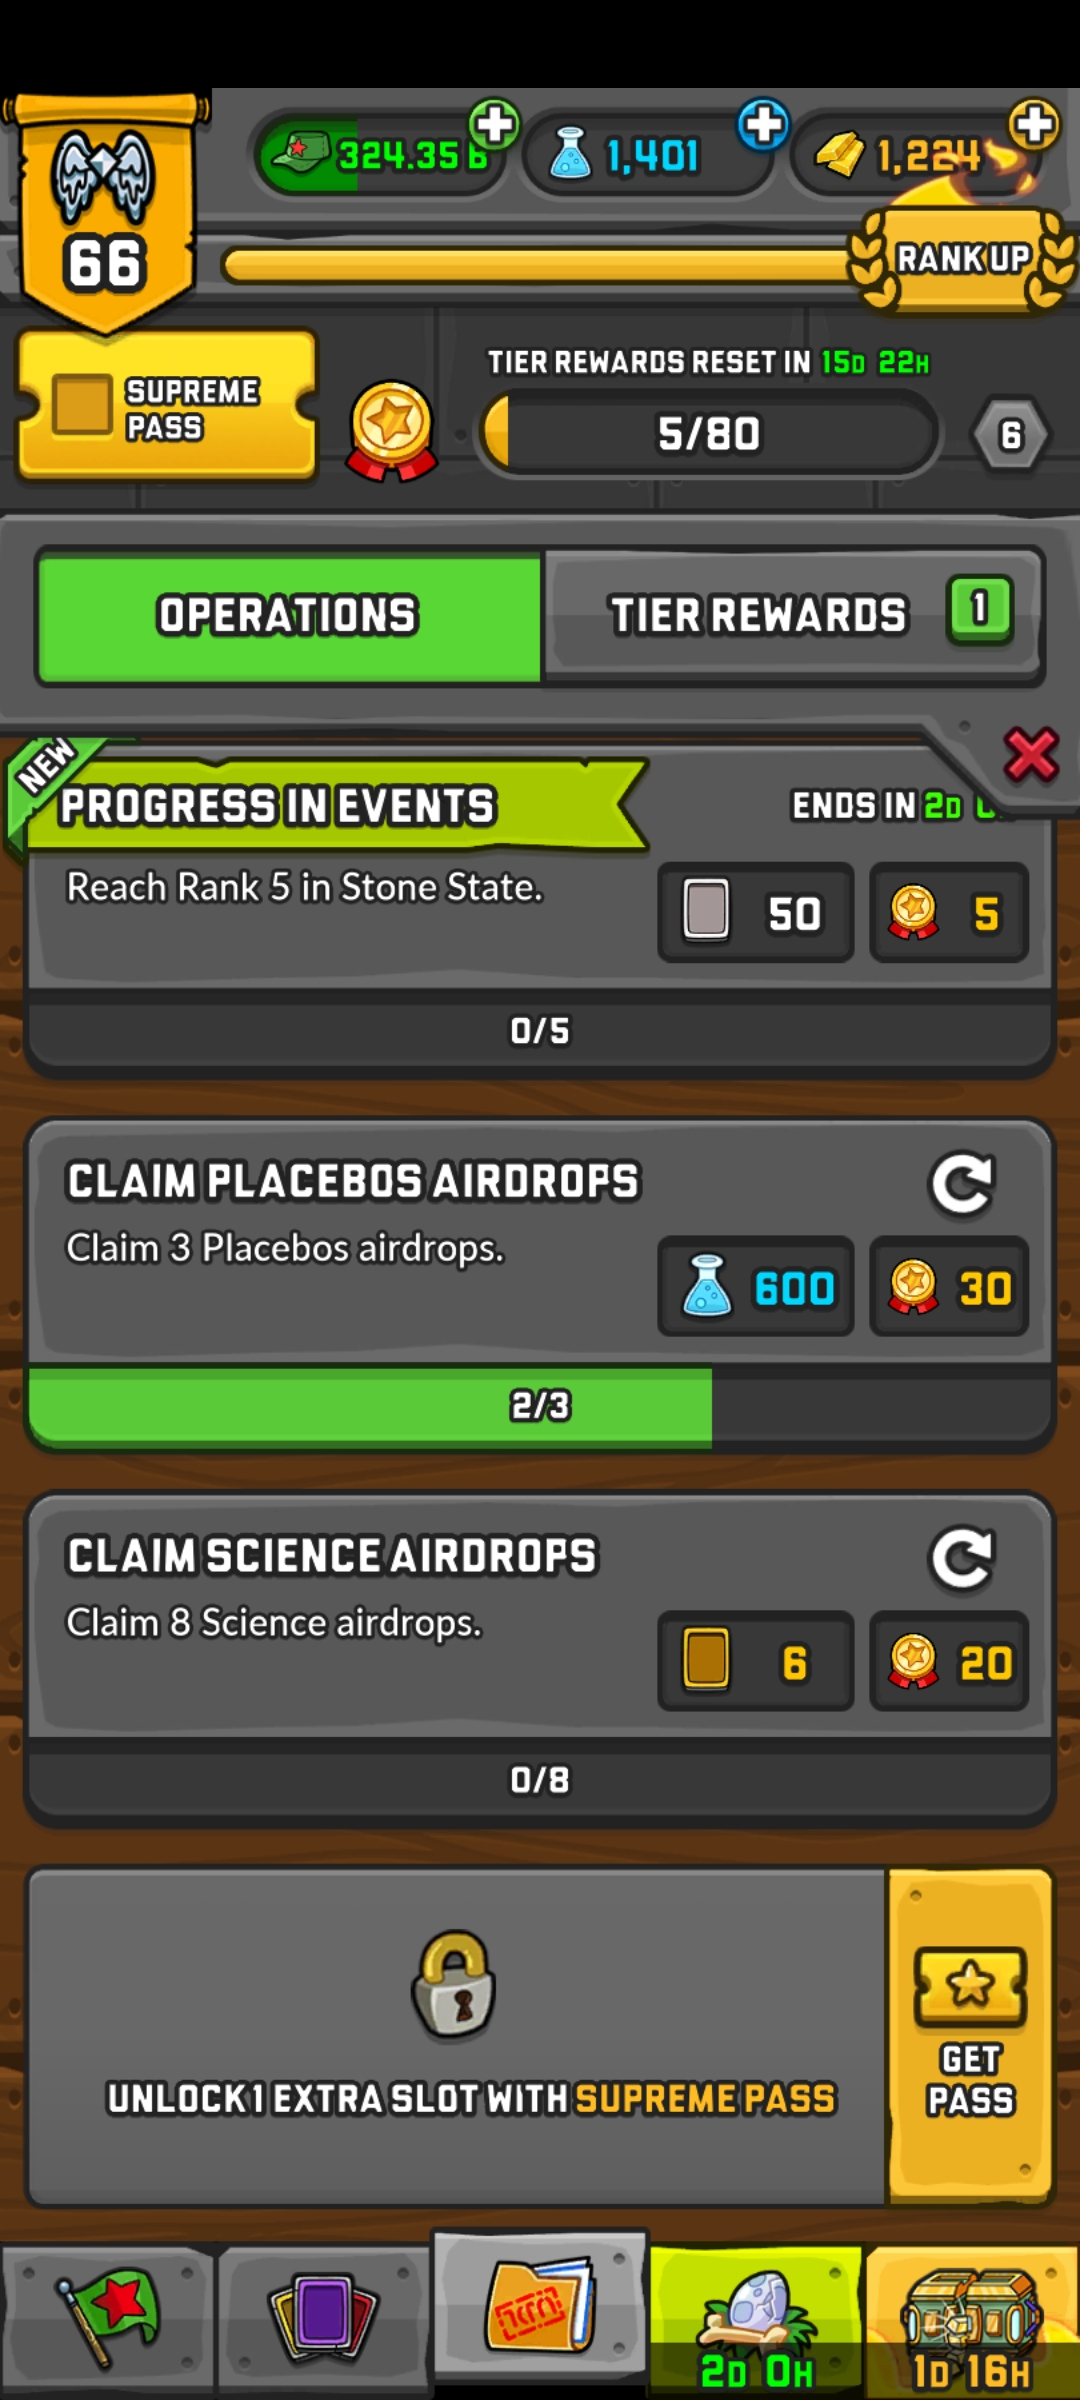 324.35 B
1,401
1,224
66
RANK UP
SUPREME
PASS
TIER REWARDS RESET IN 15D 22H
5/80
6
OPERATIONS
TIER REWARDS
1
NEW
PROGRESS IN EVENTS
ENDS IN 2D
Reach Rank 5 in Stone State.
50
5
0/5
CLAIM PLACEBOS AIRDROPS
Claim 3 Placebos airdrops.
600
30
2/3
CLAIM SCIENCE AIRDROPS
Claim 8 Science airdrops.
6
20
0/8
UNLOCK 1 EXTRA SLOT WITH SUPREME PASS
GET
PASS
2D 0H
1D 16H